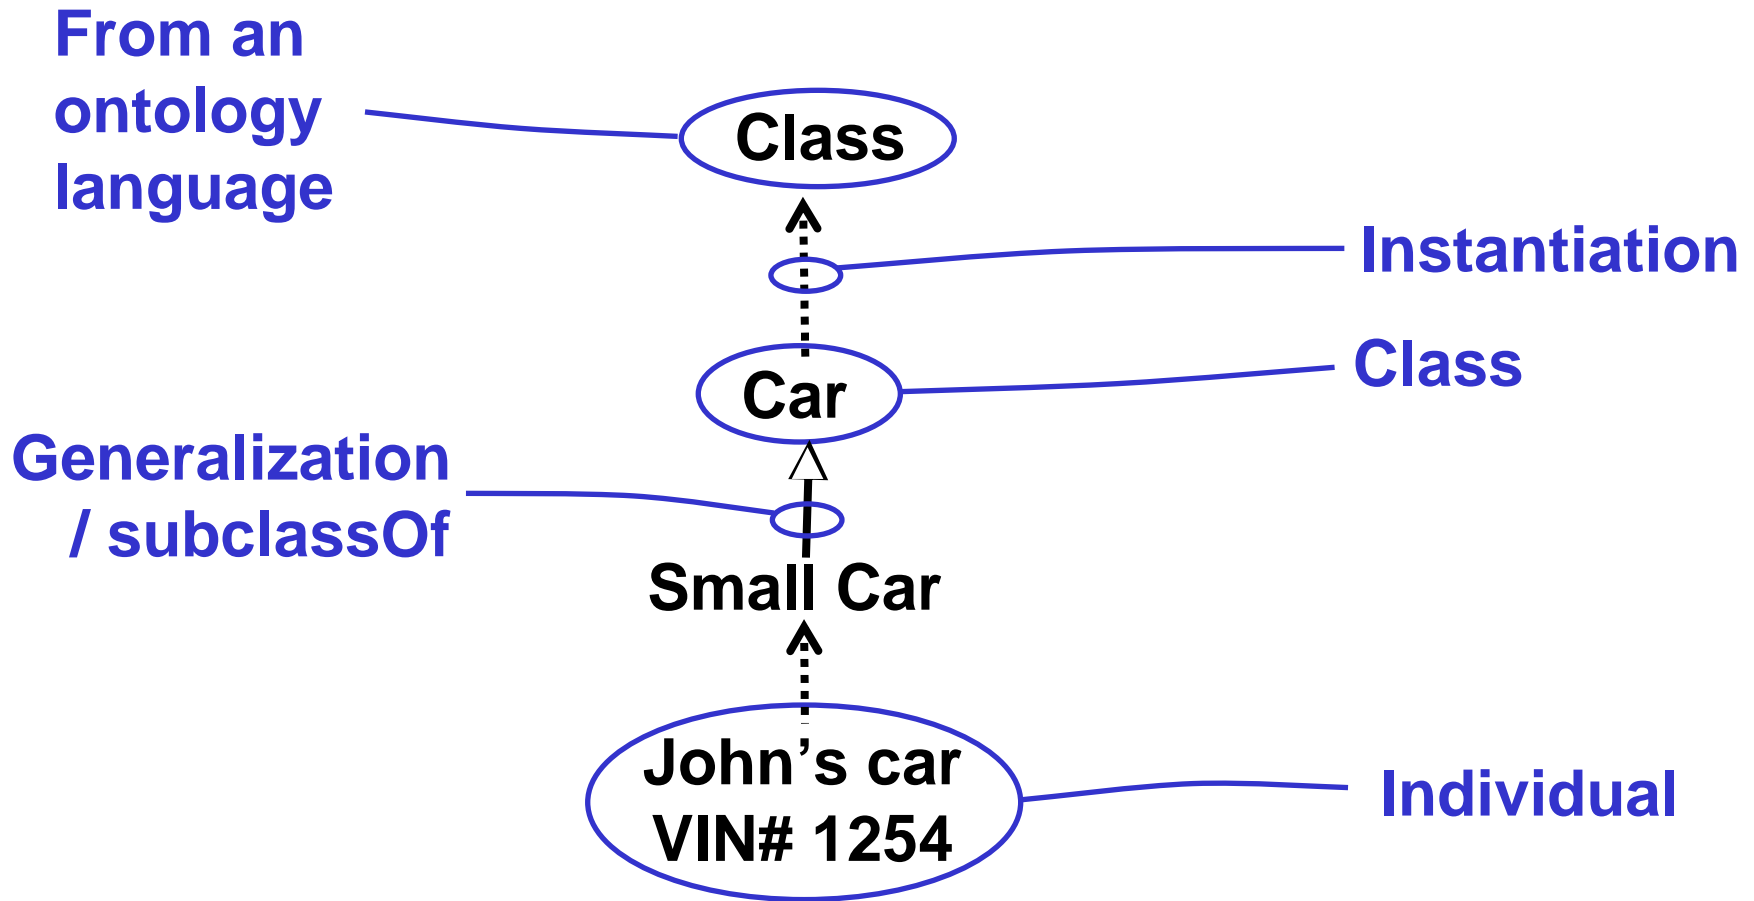 From an
ontology
language
Class
Instantiation
Car
Class
Generalization
/ subclassOf
Small Car
John’s car
VIN# 1254
Individual